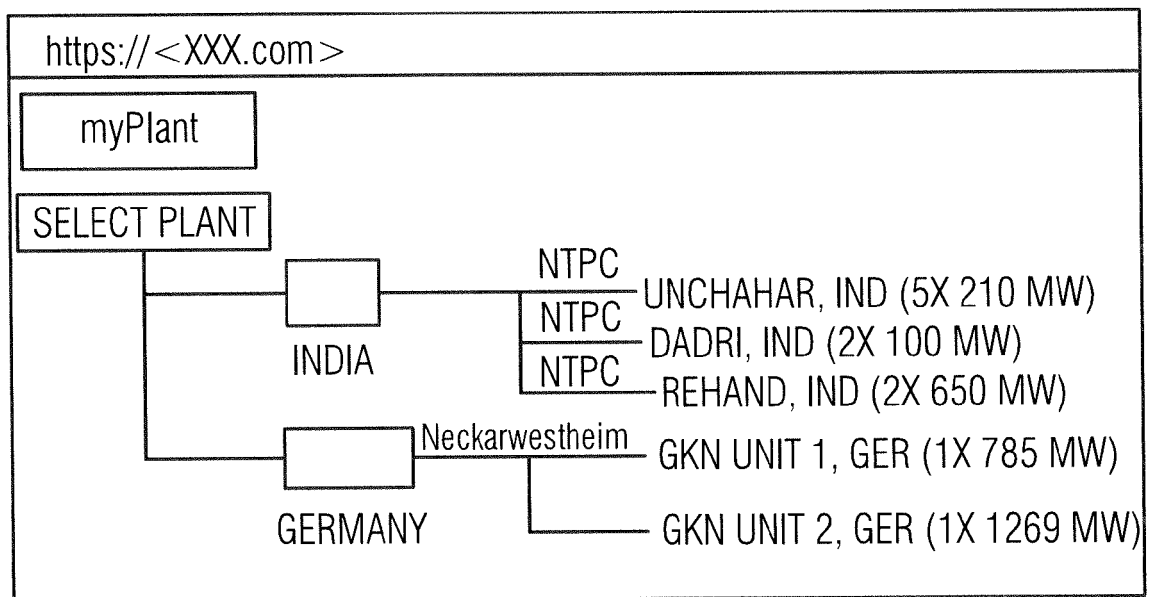 https://<XXX.com>
myPlant
SELECT PLANT
NTPC
UNCHAHAR, IND (5X 210 MW)
NTPC
DADRI, IND (2X 100 MW)
INDIA
NTPC
REHAND, IND (2X 650 MW)
Neckarwestheim
GKN UNIT 1, GER (1X 785 MW)
GERMANY
GKN UNIT 2, GER (1X 1269 MW)